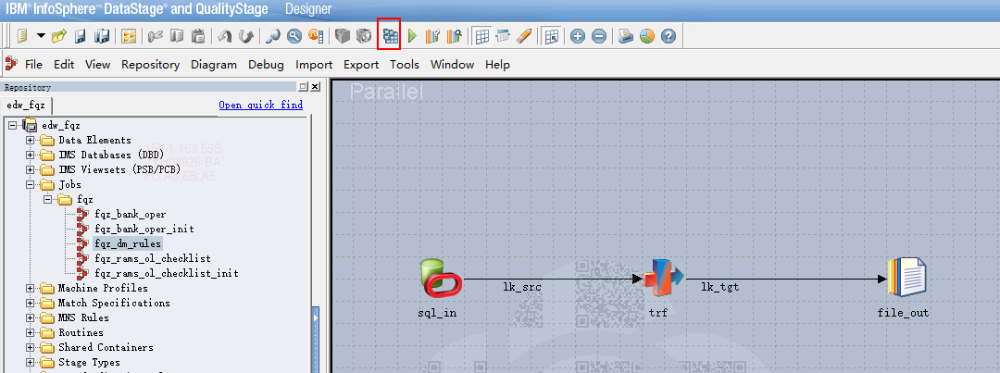 IBM® InfoSphere™ DataStage® and QualityStage Designer
File Edit View Repository Diagram Debug Import Export Tools Window Help
Repository
edw_fqz
Open quick find
edw_fqz
Data Elements
IMS Databases (DBD)
IMS Viewsets (PSB/PCB)
Jobs
fqz
fqz_bank_oper
fqz_bank_oper_init
fqz_dm_rules
fqz_rams_ol_checklist
fqz_rams_ol_checklist_init
Machine Profiles
Match Specifications
MNS Rules
Routines
Shared Containers
Stage Types
Parallel
lk_src
lk_tgt
sql_in
trf
file_out